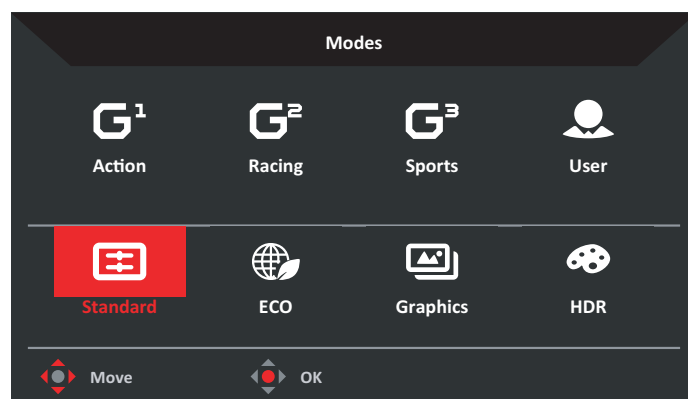 Modes
G¹ G² G³
Action Racing Sports User
Standard ECO Graphics HDR
Move OK